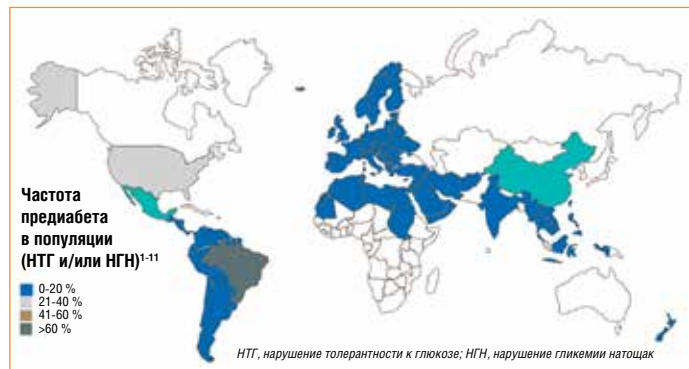 Частота
предиабета
в популяции
(НТГ и/или НГН)¹⁻¹¹
0-20 %
21-40 %
41-60 %
>60 %
НТГ, нарушение толерантности к глюкозе; НГН, нарушение гликемии натощак